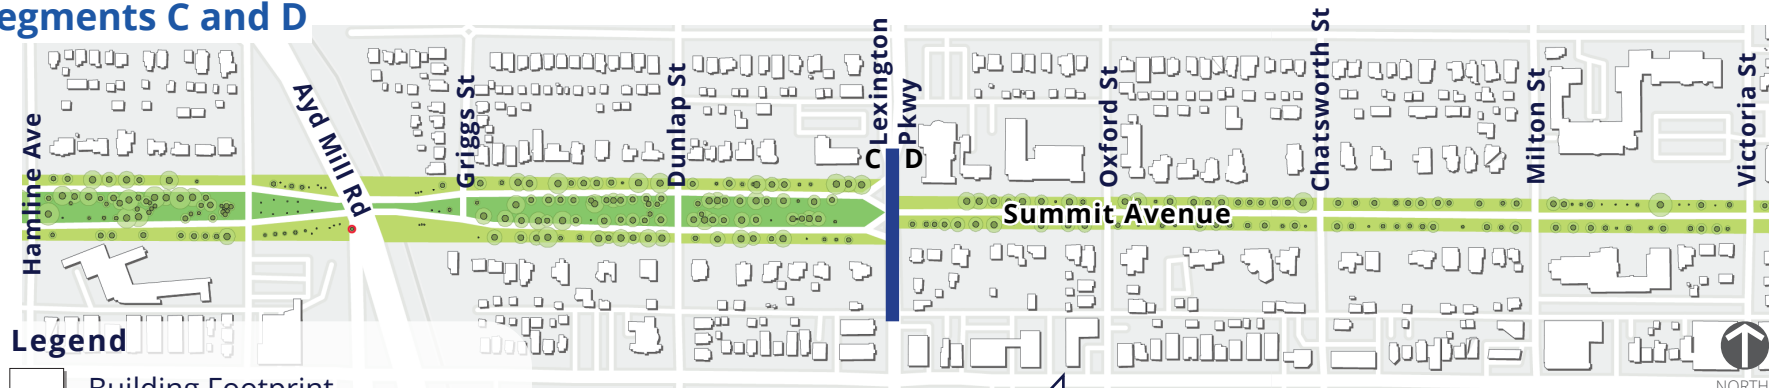 egments C and D
Hamline Ave
Ayd Mill Rd
Griggs St
Dunlap St
Lexington
Pkwy
C D
Oxford St
Chatsworth St
Milton St
Victoria St
Summit Avenue
Legend
Building Footprint
NORTH